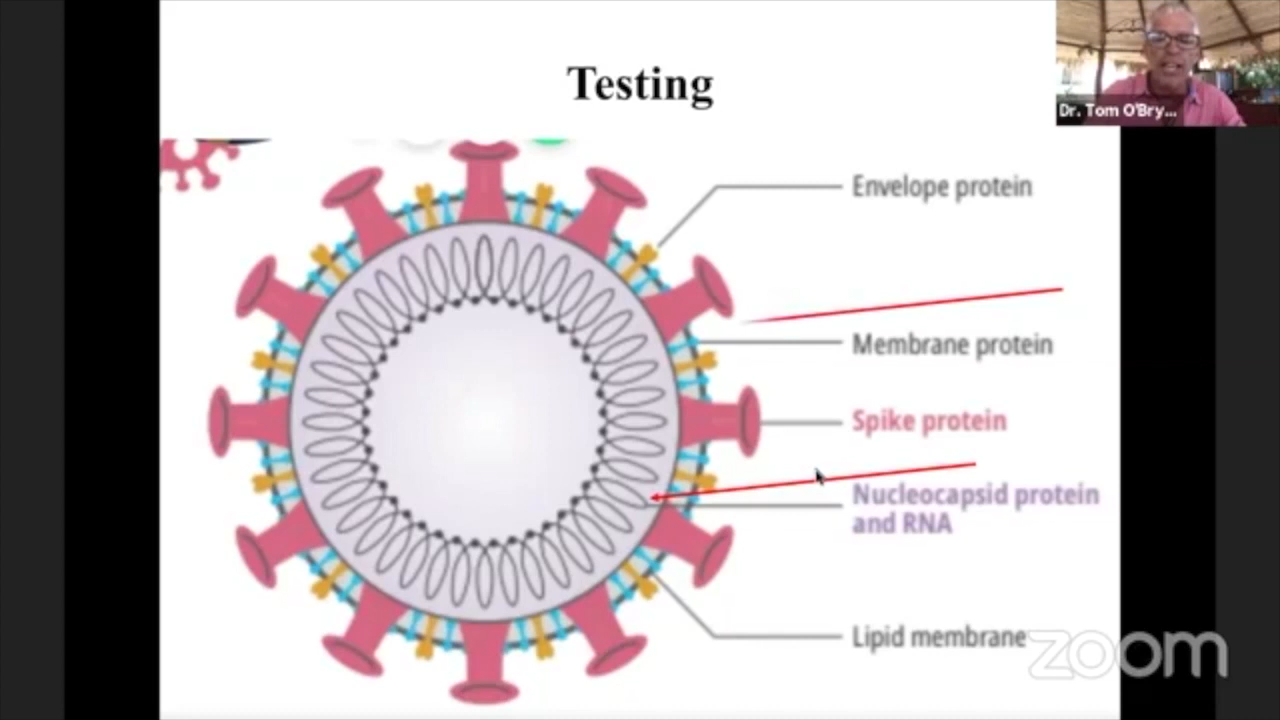 Testing
Dr. Tom O'Bry...
Envelope protein
Membrane protein
Spike protein
Nucleocapsid protein
and RNA
Lipid membrane
zoom